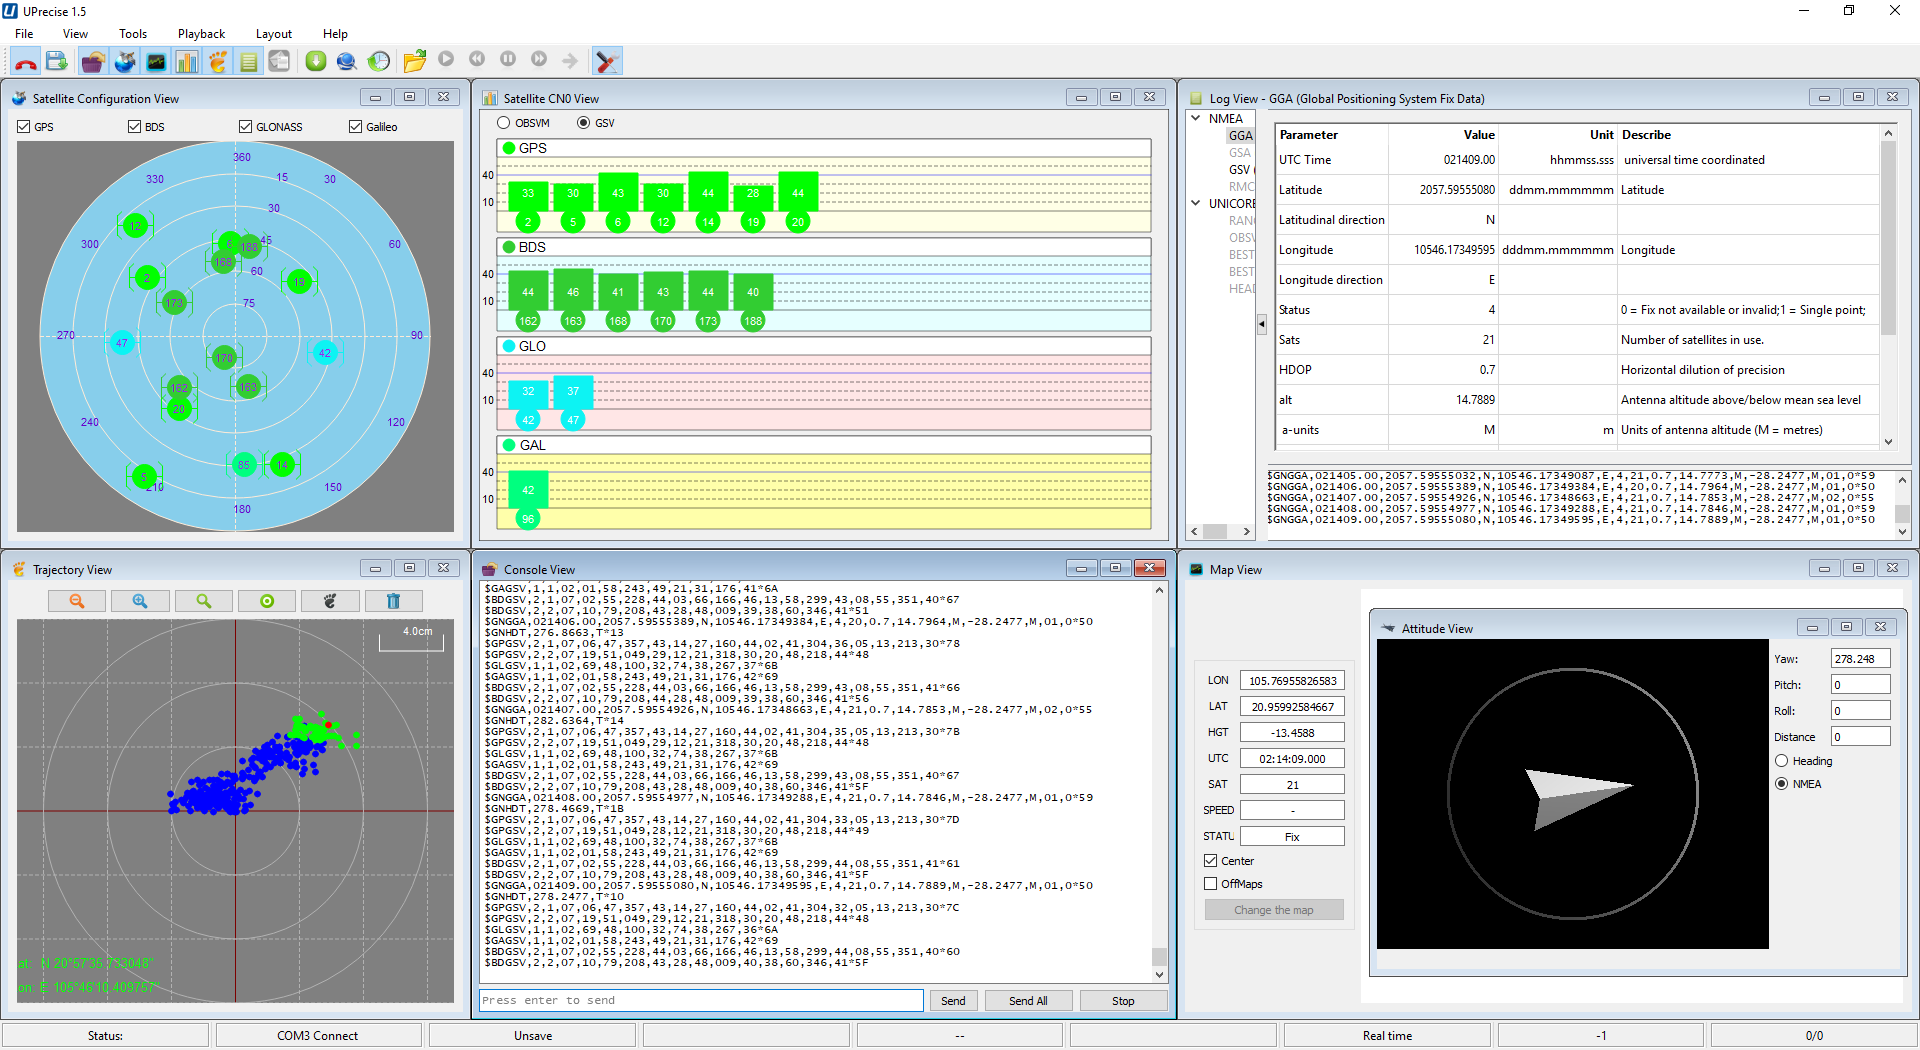 UPrecise 1.5
File View Tools Playback Layout Help
Satellite Configuration View
GPS BDS GLONASS Galileo
360
330 15 30
30
12
300 6 188 45 60
168
2 60 19
173 75
270 47 90
42
170
162 163
20
240 120
85 14
5
210 150
180
Satellite CN0 View
OBSVM GSV
GPS
40
10
33 30 43 30 44 28 44
2 5 6 12 14 19 20
BDS
40
10
44 46 41 43 44 40
162 163 168 170 173 188
GLO
40
10
32 37
42 47
GAL
40
10
42
96
Log View - GGA (Global Positioning System Fix Data)
NMEA
GGA
GSA
GSV (
RMC
UNICORE
RAN
OBSV
BEST
BEST
HEAD
Parameter Value Unit Describe
UTC Time 021409.00 hhmmss.sss universal time coordinated
Latitude 2057.59555080 ddmm.mmmmmm Latitude
Latitudinal direction N
Longitude 10546.17349595 dddmm.mmmmmm Longitude
Longitude direction E
Status 4 0 = Fix not available or invalid;1 = Single point;
Sats 21 Number of satellites in use.
HDOP 0.7 Horizontal dilution of precision
alt 14.7889 Antenna altitude above/below mean sea level
a-units M m Units of antenna altitude (M = metres)
$GNGGA,021405.00,2057.59555032,N,10546.17349087,E,4,21,0.7,14.7773,M,-28.2477,M,01,0*59
$GNGGA,021406.00,2057.59555389,N,10546.17349384,E,4,20,0.7,14.7964,M,-28.2477,M,01,0*50
$GNGGA,021407.00,2057.59554926,N,10546.17348663,E,4,21,0.7,14.7853,M,-28.2477,M,02,0*55
$GNGGA,021408.00,2057.59554977,N,10546.17349288,E,4,21,0.7,14.7846,M,-28.2477,M,01,0*59
$GNGGA,021409.00,2057.59555080,N,10546.17349595,E,4,21,0.7,14.7889,M,-28.2477,M,01,0*50
Trajectory View
4.0cm
at: N 20°57'35.733048"
on: E 105°46'10.409757"
Console View
$GAGSV,1,1,02,01,58,243,49,21,31,176,41*6A
$BDGSV,2,1,07,02,55,228,44,03,66,166,46,13,58,299,43,08,55,351,40*67
$BDGSV,2,2,07,10,79,208,43,28,48,009,39,38,60,346,41*51
$GNGGA,021406.00,2057.59555389,N,10546.17349384,E,4,20,0.7,14.7964,M,-28.2477,M,01,0*50
$GNHDT,276.8663,T*13
$GPGSV,2,1,07,06,47,357,43,14,27,160,44,02,41,304,36,05,13,213,30*78
$GPGSV,2,2,07,19,51,049,29,12,21,318,30,20,48,218,44*48
$GLGSV,1,1,02,69,48,100,32,74,38,267,37*6B
$GAGSV,1,1,02,01,58,243,49,21,31,176,42*69
$BDGSV,2,1,07,02,55,228,44,03,66,166,46,13,58,299,43,08,55,351,41*66
$BDGSV,2,2,07,10,79,208,44,28,48,009,39,38,60,346,41*56
$GNGGA,021407.00,2057.59554926,N,10546.17348663,E,4,21,0.7,14.7853,M,-28.2477,M,02,0*55
$GNHDT,282.6364,T*14
$GPGSV,2,1,07,06,47,357,43,14,27,160,44,02,41,304,35,05,13,213,30*7B
$GPGSV,2,2,07,19,51,049,29,12,21,318,30,20,48,218,44*48
$GLGSV,1,1,02,69,48,100,32,74,38,267,37*6B
$GAGSV,1,1,02,01,58,243,49,21,31,176,42*69
$BDGSV,2,1,07,02,55,228,44,03,66,166,46,13,58,299,43,08,55,351,40*67
$BDGSV,2,2,07,10,79,208,43,28,48,009,40,38,60,346,41*5F
$GNGGA,021408.00,2057.59554977,N,10546.17349288,E,4,21,0.7,14.7846,M,-28.2477,M,01,0*59
$GNHDT,278.4669,T*1B
$GPGSV,2,1,07,06,47,357,43,14,27,160,44,02,41,304,33,05,13,213,30*7D
$GPGSV,2,2,07,19,51,049,28,12,21,318,30,20,48,218,44*49
$GLGSV,1,1,02,69,48,100,32,74,38,267,37*6B
$GAGSV,1,1,02,01,58,243,49,21,31,176,42*69
$BDGSV,2,1,07,02,55,228,44,03,66,166,46,13,58,299,44,08,55,351,41*61
$BDGSV,2,2,07,10,79,208,43,28,48,009,40,38,60,346,41*5F
$GNGGA,021409.00,2057.59555080,N,10546.17349595,E,4,21,0.7,14.7889,M,-28.2477,M,01,0*50
$GNHDT,278.2477,T*10
$GPGSV,2,1,07,06,47,357,43,14,27,160,44,02,41,304,32,05,13,213,30*7C
$GPGSV,2,2,07,19,51,049,29,12,21,318,30,20,48,218,44*48
$GLGSV,1,1,02,69,48,100,32,74,38,267,36*6A
$GAGSV,1,1,02,01,58,243,49,21,31,176,42*69
$BDGSV,2,1,07,02,55,228,44,03,66,166,46,13,58,299,44,08,55,351,40*60
$BDGSV,2,2,07,10,79,208,43,28,48,009,40,38,60,346,41*5F
Press enter to send
Send Send All Stop
Map View
LON 105.76955826583
LAT 20.95992584667
HGT -13.4588
UTC 02:14:09.000
SAT 21
SPEED -
STATU Fix
Center
OffMaps
Change the map
Attitude View
Yaw: 278.248
Pitch: 0
Roll: 0
Distance 0
Heading
NMEA
Status: COM3 Connect Unsave -- Real time -1 0/0